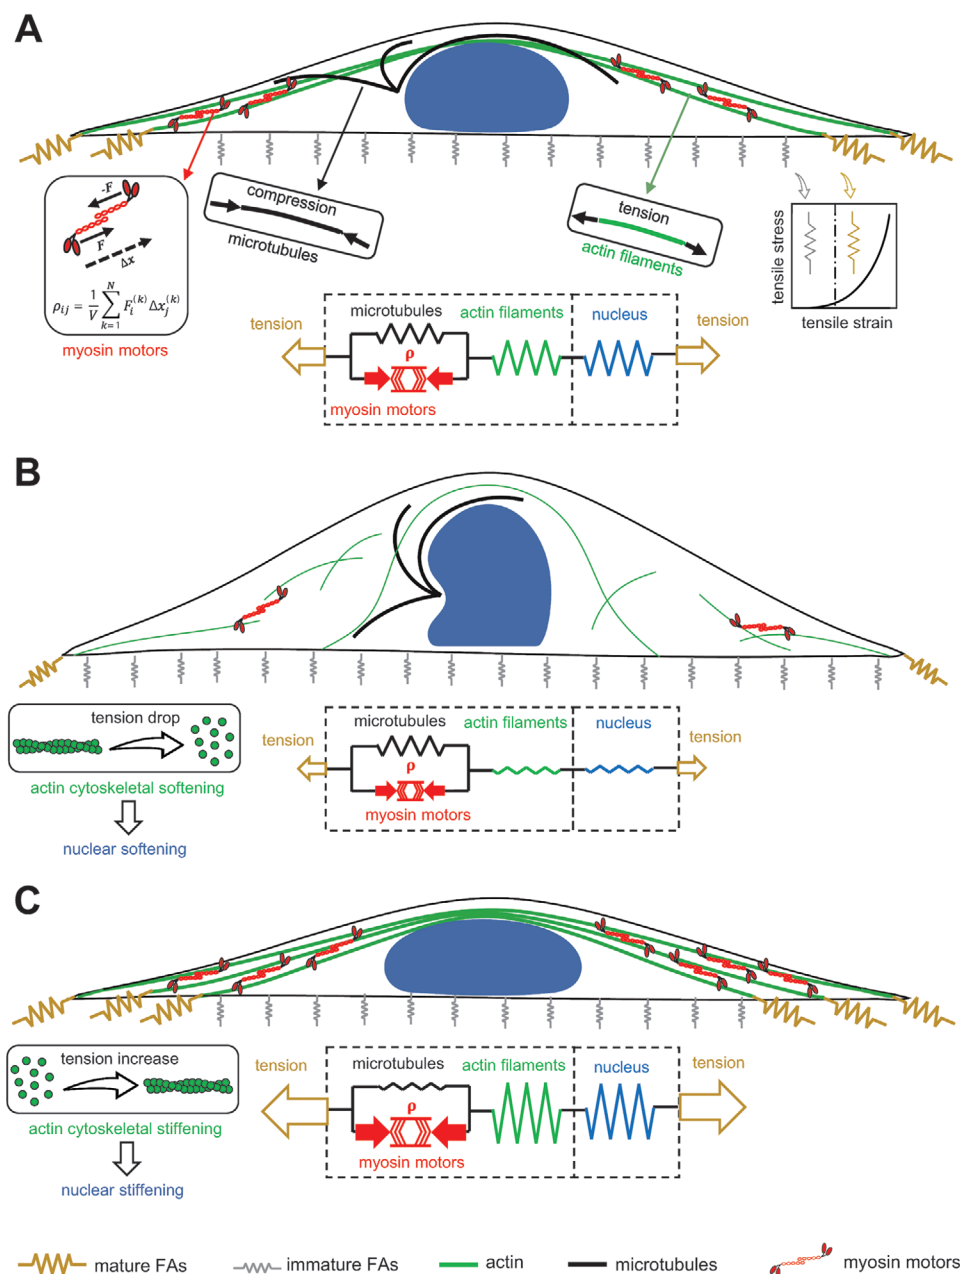 A
-F
F
Δx
ρij = 1/V ∑k=1N Fi(k) Δxj(k)
myosin motors
compression
microtubules
tension
actin filaments
tensile stress
tensile strain
microtubules
actin filaments
nucleus
tension
tension
ρ
myosin motors
B
tension drop
actin cytoskeletal softening
nuclear softening
microtubules
actin filaments
nucleus
tension
tension
ρ
myosin motors
C
tension increase
actin cytoskeletal stiffening
nuclear stiffening
microtubules
actin filaments
nucleus
tension
tension
ρ
myosin motors
mature FAs
immature FAs
actin
microtubules
myosin motors